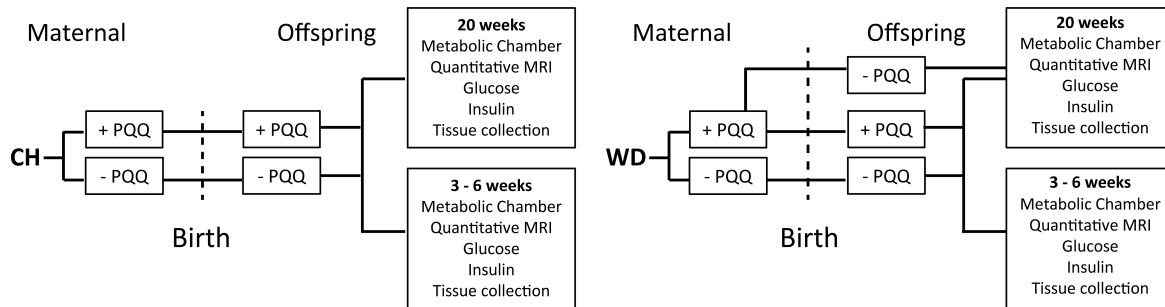 Maternal
Offspring
20 weeks
Metabolic Chamber
Quantitative MRI
Glucose
Insulin
Tissue collection
CH
+ PQQ
+ PQQ
- PQQ
- PQQ
3 - 6 weeks
Metabolic Chamber
Quantitative MRI
Glucose
Insulin
Tissue collection
Birth
Maternal
Offspring
20 weeks
Metabolic Chamber
Quantitative MRI
Glucose
Insulin
Tissue collection
- PQQ
WD
+ PQQ
+ PQQ
- PQQ
- PQQ
3 - 6 weeks
Metabolic Chamber
Quantitative MRI
Glucose
Insulin
Tissue collection
Birth